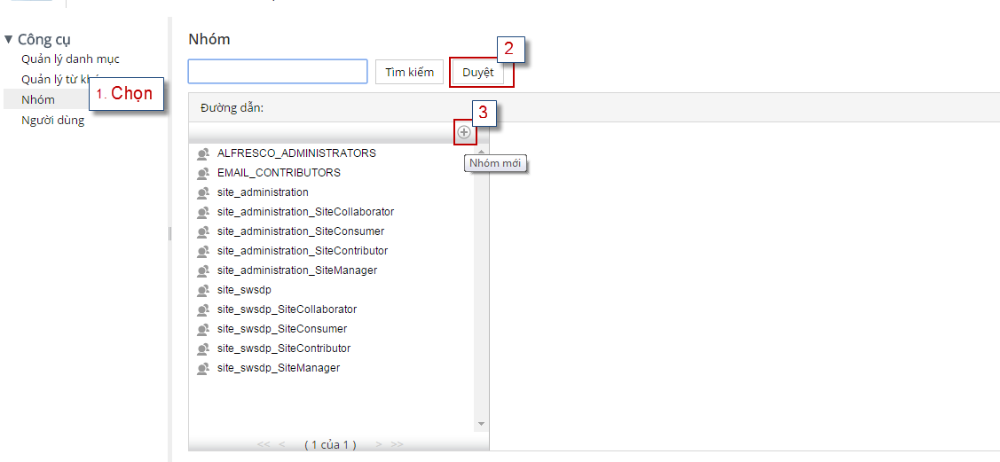 Công cụ
Quản lý danh mục
Quản lý từ
Nhóm
Người dùng
1. Chọn
Nhóm
Tìm kiếm
Duyệt
2
Đường dẫn:
3
Nhóm mới
ALFRESCO_ADMINISTRATORS
EMAIL_CONTRIBUTORS
site_administration
site_administration_SiteCollaborator
site_administration_SiteConsumer
site_administration_SiteContributor
site_administration_SiteManager
site_swsdp
site_swsdp_SiteCollaborator
site_swsdp_SiteConsumer
site_swsdp_SiteContributor
site_swsdp_SiteManager
<< < ( 1 của 1 ) > >>